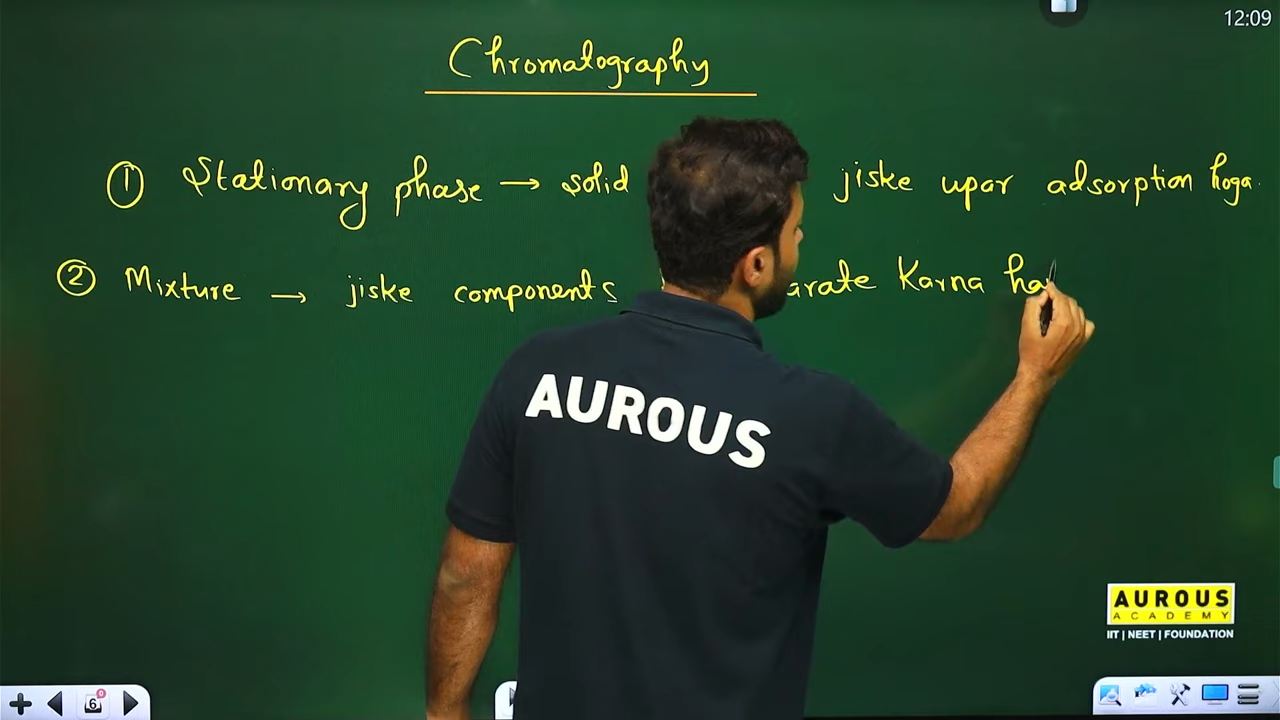 12:09
Chromatography
① Stationary phase → solid jiske upar adsorption hoga.
② Mixture → jiske components arate Karna ha
AUROUS
AUROUS
ACADEMY
IIT | NEET | FOUNDATION
6
0